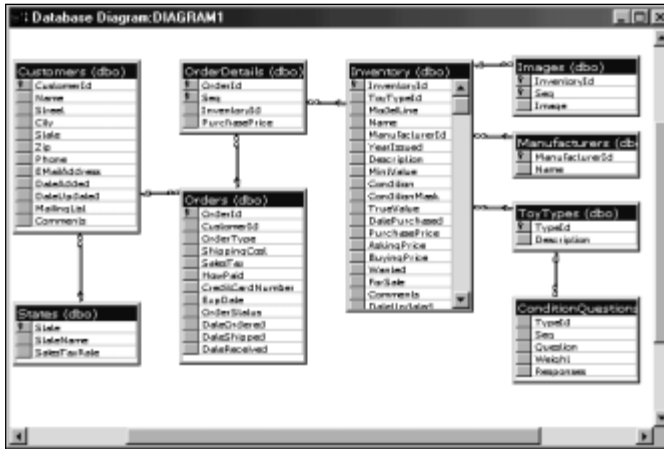 Database Diagram:DIAGRAM1
Customers (dbo)
CustomerId
Name
Street
City
State
Zip
Phone
EMailAddress
DateAdded
DateUpdated
MailingList
Comments
States (dbo)
State
StateName
SalesTaxRate
OrderDetails (dbo)
OrderId
Seq
InventoryId
PurchasePrice
Orders (dbo)
OrderId
CustomerId
OrderType
ShippingCost
SalesTax
HowPaid
CreditCardNumber
ExpDate
OrderStatus
DateOrdered
DateShipped
DateReceived
Inventory (dbo)
InventoryId
ToyTypeId
ModelLine
Name
ManufacturerId
YearIssued
Description
MintValue
Condition
ConditionMask
TrueValue
DatePurchased
PurchasePrice
AskingPrice
BuyingPrice
Wanted
ForSale
Comments
DateUpdated
Images (dbo)
InventoryId
Seq
Image
Manufacturers (db
ManufacturerId
Name
ToyTypes (dbo)
TypeId
Description
ConditionQuestions
TypeId
Seq
Question
Weight
Responses